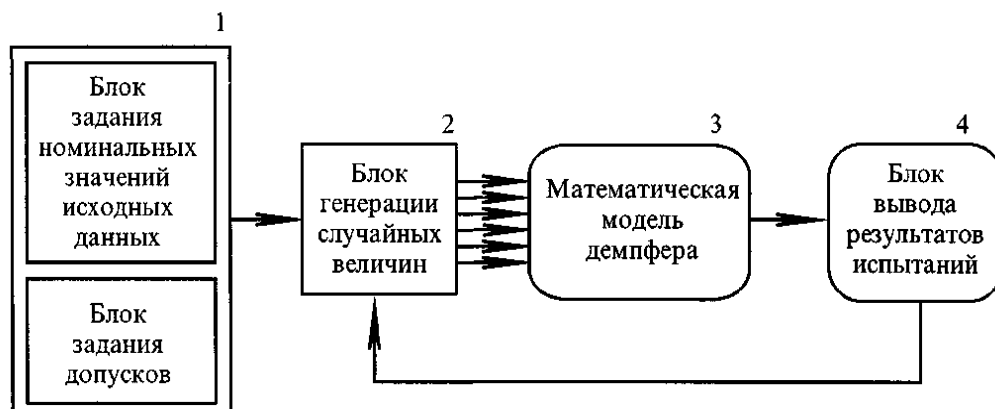 1
Блок
задания
номинальных
значений
исходных
данных
Блок
задания
допусков
2
Блок
генерации
случайных
величин
3
Математическая
модель
демпфера
4
Блок
вывода
результатов
испытаний